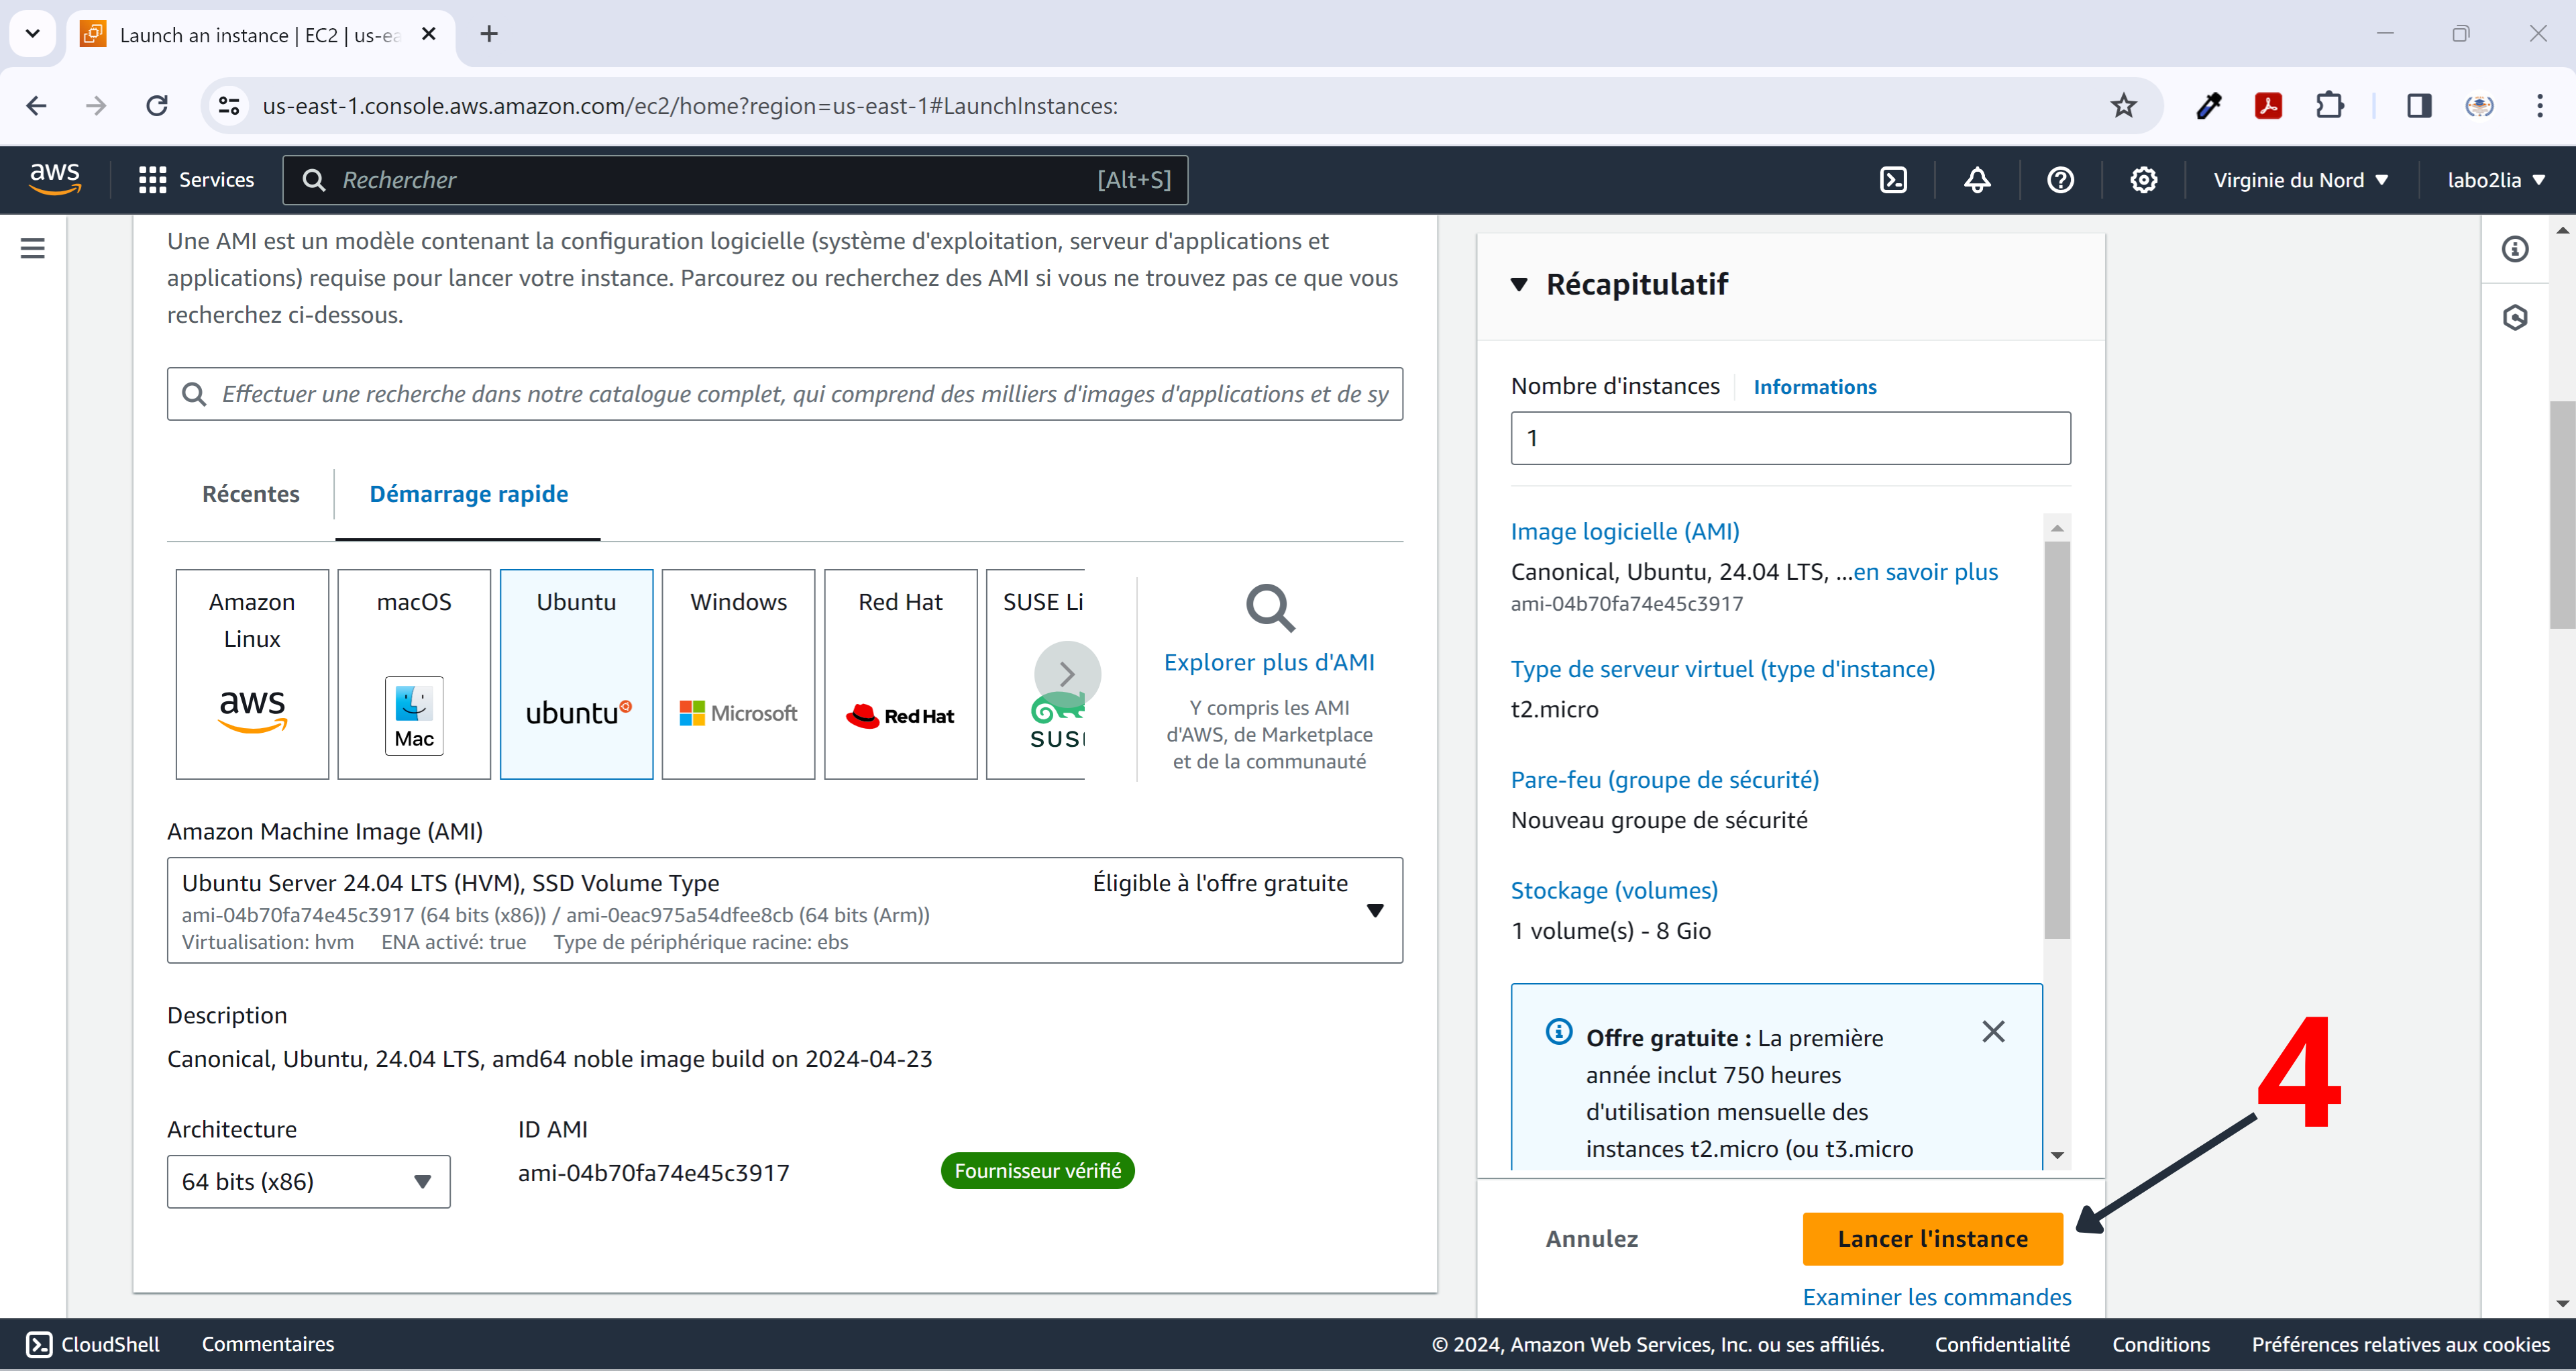 Launch an instance | EC2 | us-ea
us-east-1.console.aws.amazon.com/ec2/home?region=us-east-1#LaunchInstances:
aws
Services
Rechercher
[Alt+S]
Virginie du Nord
labo2lia
Une AMI est un modèle contenant la configuration logicielle (système d'exploitation, serveur d'applications et
applications) requise pour lancer votre instance. Parcourez ou recherchez des AMI si vous ne trouvez pas ce que vous
recherchez ci-dessous.
Effectuer une recherche dans notre catalogue complet, qui comprend des milliers d'images d'applications et de sy
Récentes
Démarrage rapide
Amazon
Linux
aws
macOS
Mac
Ubuntu
ubuntu
Windows
Microsoft
Red Hat
Red Hat
SUSE Li
SUS
Explorer plus d'AMI
Y compris les AMI
d'AWS, de Marketplace
et de la communauté
Amazon Machine Image (AMI)
Ubuntu Server 24.04 LTS (HVM), SSD Volume Type
Éligible à l'offre gratuite
ami-04b70fa74e45c3917 (64 bits (x86)) / ami-0eac975a54dfee8cb (64 bits (Arm))
Virtualisation: hvm ENA activé: true Type de périphérique racine: ebs
Description
Canonical, Ubuntu, 24.04 LTS, amd64 noble image build on 2024-04-23
Architecture
64 bits (x86)
ID AMI
ami-04b70fa74e45c3917
Fournisseur vérifié
Récapitulatif
Nombre d'instances
Informations
1
Image logicielle (AMI)
Canonical, Ubuntu, 24.04 LTS, ...en savoir plus
ami-04b70fa74e45c3917
Type de serveur virtuel (type d'instance)
t2.micro
Pare-feu (groupe de sécurité)
Nouveau groupe de sécurité
Stockage (volumes)
1 volume(s) - 8 Gio
Offre gratuite : La première
année inclut 750 heures
d'utilisation mensuelle des
instances t2.micro (ou t3.micro
4
Annulez
Lancer l'instance
Examiner les commandes
CloudShell
Commentaires
© 2024, Amazon Web Services, Inc. ou ses affiliés.
Confidentialité
Conditions
Préférences relatives aux cookies